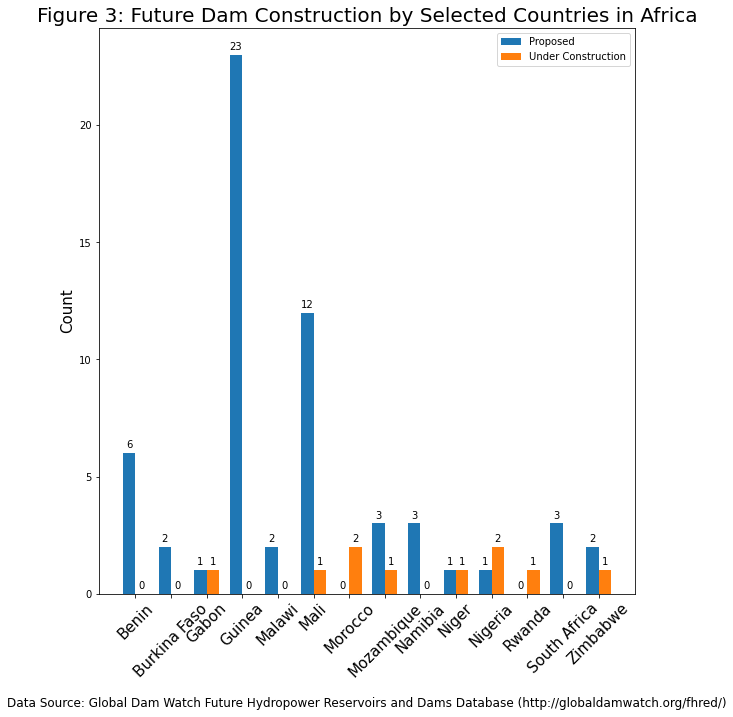 Figure 3: Future Dam Construction by Selected Countries in Africa
Proposed
Under Construction
Count
20
15
10
5
0
6 0
2 0
1 1
23 0
2 0
12 1
0 2
3 1
3 0
1 1
1 2
0 1
3 0
2 1
Benin
Burkina Faso
Gabon
Guinea
Malawi
Mali
Morocco
Mozambique
Namibia
Niger
Nigeria
Rwanda
South Africa
Zimbabwe
Data Source: Global Dam Watch Future Hydropower Reservoirs and Dams Database (http://globaldamwatch.org/fhred/)